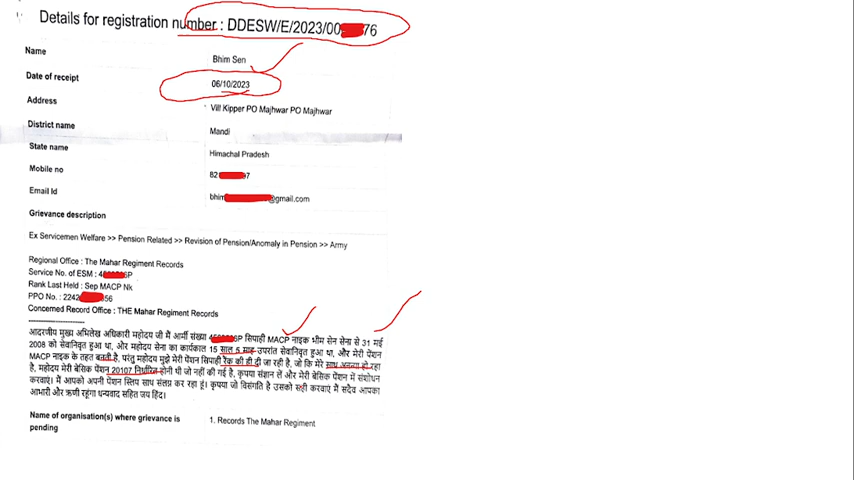 Details for registration number : DDESW/E/2023/00 76
Name
Bhim Sen
Date of receipt
06/10/2023
Address
Vill Kipper PO Majhwar PO Majhwar
District name
Mandi
State name
Himachal Pradesh
Mobile no
82 7
Email Id
bhim @gmail.com
Grievance description
Ex Servicemen Welfare >> Pension Related >> Revision of Pension/Anomaly in Pension >> Army
Regional Office : The Mahar Regiment Records
Service No. of ESM : 4 6P
Rank Last Held : Sep MACP Nk
PPO No. : 2242 56
Concerned Record Office : THE Mahar Regiment Records
आदरणीय मुख्य अभिलेख अधिकारी महोदय जी मैं आर्मी संख्या 4 P सिपाही MACP नाइक भीम सेन सेना से 31 मई
2008 को सेवानिवृत हुआ था, और महोदय सेना का कार्यकाल 15 साल 5 माह उपरांत सेवानिवृत हुआ था, और मेरी पेंशन
MACP नाइक के तहत बनती है, परंतु महोदय मुझे मेरी पेंशन सिपाही रैंक की ही दी जा रही है, जो कि मेरे साथ अन्याय हो रहा
है, महोदय मेरी बेसिक पेंशन 20107 निर्धारित होनी थी जो नहीं की गई है, कृपया संज्ञान लें और मेरी बेसिक पेंशन में संशोधन
करवाएं। मैं आपको अपनी पेंशन स्लिप साथ संलग्न कर रहा हूं। कृपया जो विसंगति है उसको सही करवाएं मैं सदैव आपका
आभारी और ऋणी रहूंगा धन्यवाद सहित जय हिंद।
Name of organisation(s) where grievance is
pending
1. Records The Mahar Regiment